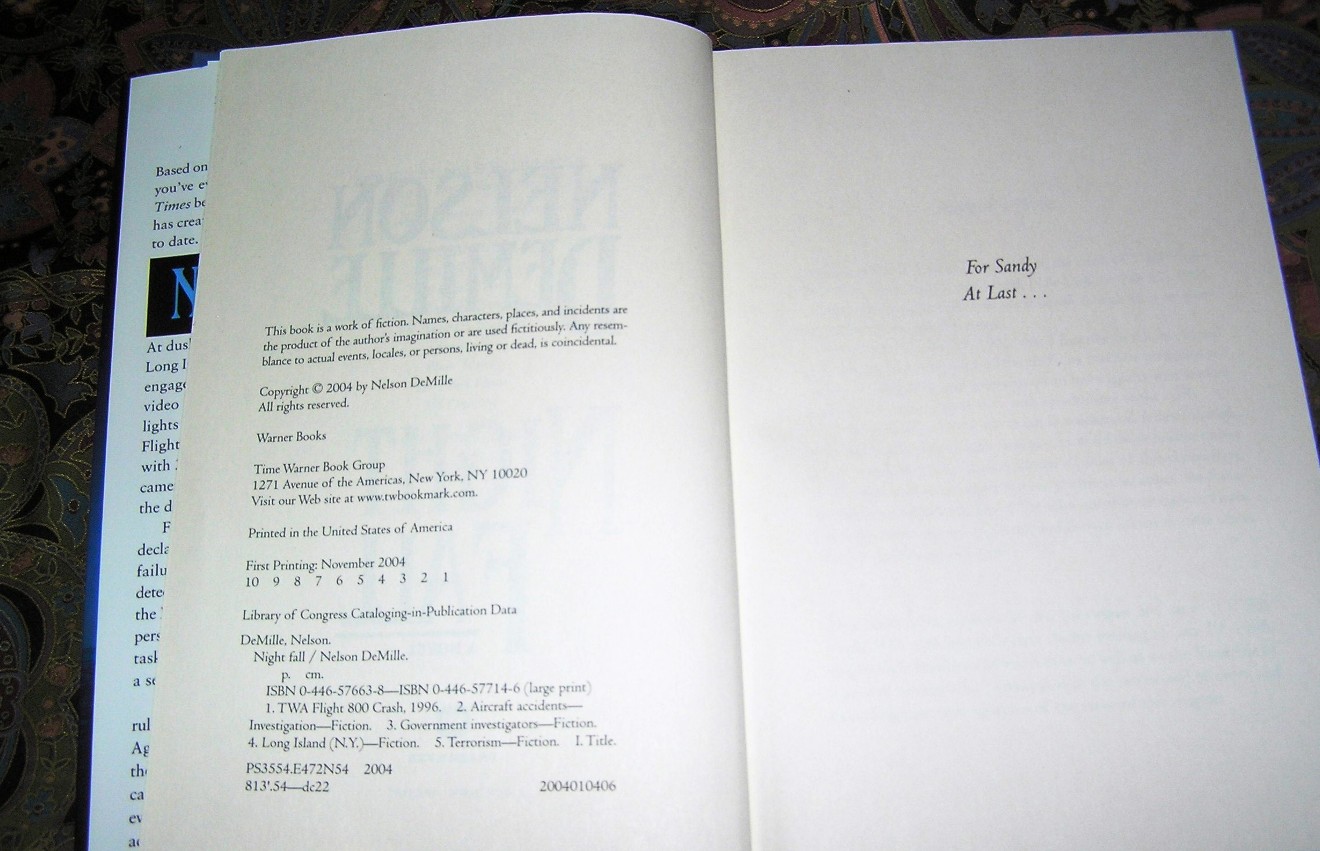 Based on
you've e
Times be
has crea
to date.
N
At dus
Long I
engage
video
lights
Flight
with
came
the d
F
decla
failu
dete
the
pers
task
a se
rul
Ag
the
ca
ev
ac
NELSON
DEMILLE
This book is a work of fiction. Names, characters, places, and incidents are
the product of the author's imagination or are used fictitiously. Any resem-
blance to actual events, locales, or persons, living or dead, is coincidental.
Copyright © 2004 by Nelson DeMille
All rights reserved.
Warner Books
Time Warner Book Group
1271 Avenue of the Americas, New York, NY 10020
Visit our Web site at www.twbookmark.com.
Printed in the United States of America
First Printing: November 2004
10 9 8 7 6 5 4 3 2 1
Library of Congress Cataloging-in-Publication Data
DeMille, Nelson.
Night fall / Nelson DeMille.
p. cm.
ISBN 0-446-57663-8—ISBN 0-446-57714-6 (large print)
1. TWA Flight 800 Crash, 1996. 2. Aircraft accidents—
Investigation—Fiction. 3. Government investigators—Fiction.
4. Long Island (N.Y.)—Fiction. 5. Terrorism—Fiction. I. Title.
PS3554.E472N54 2004
813'.54—dc22 2004010406
For Sandy
At Last . . .